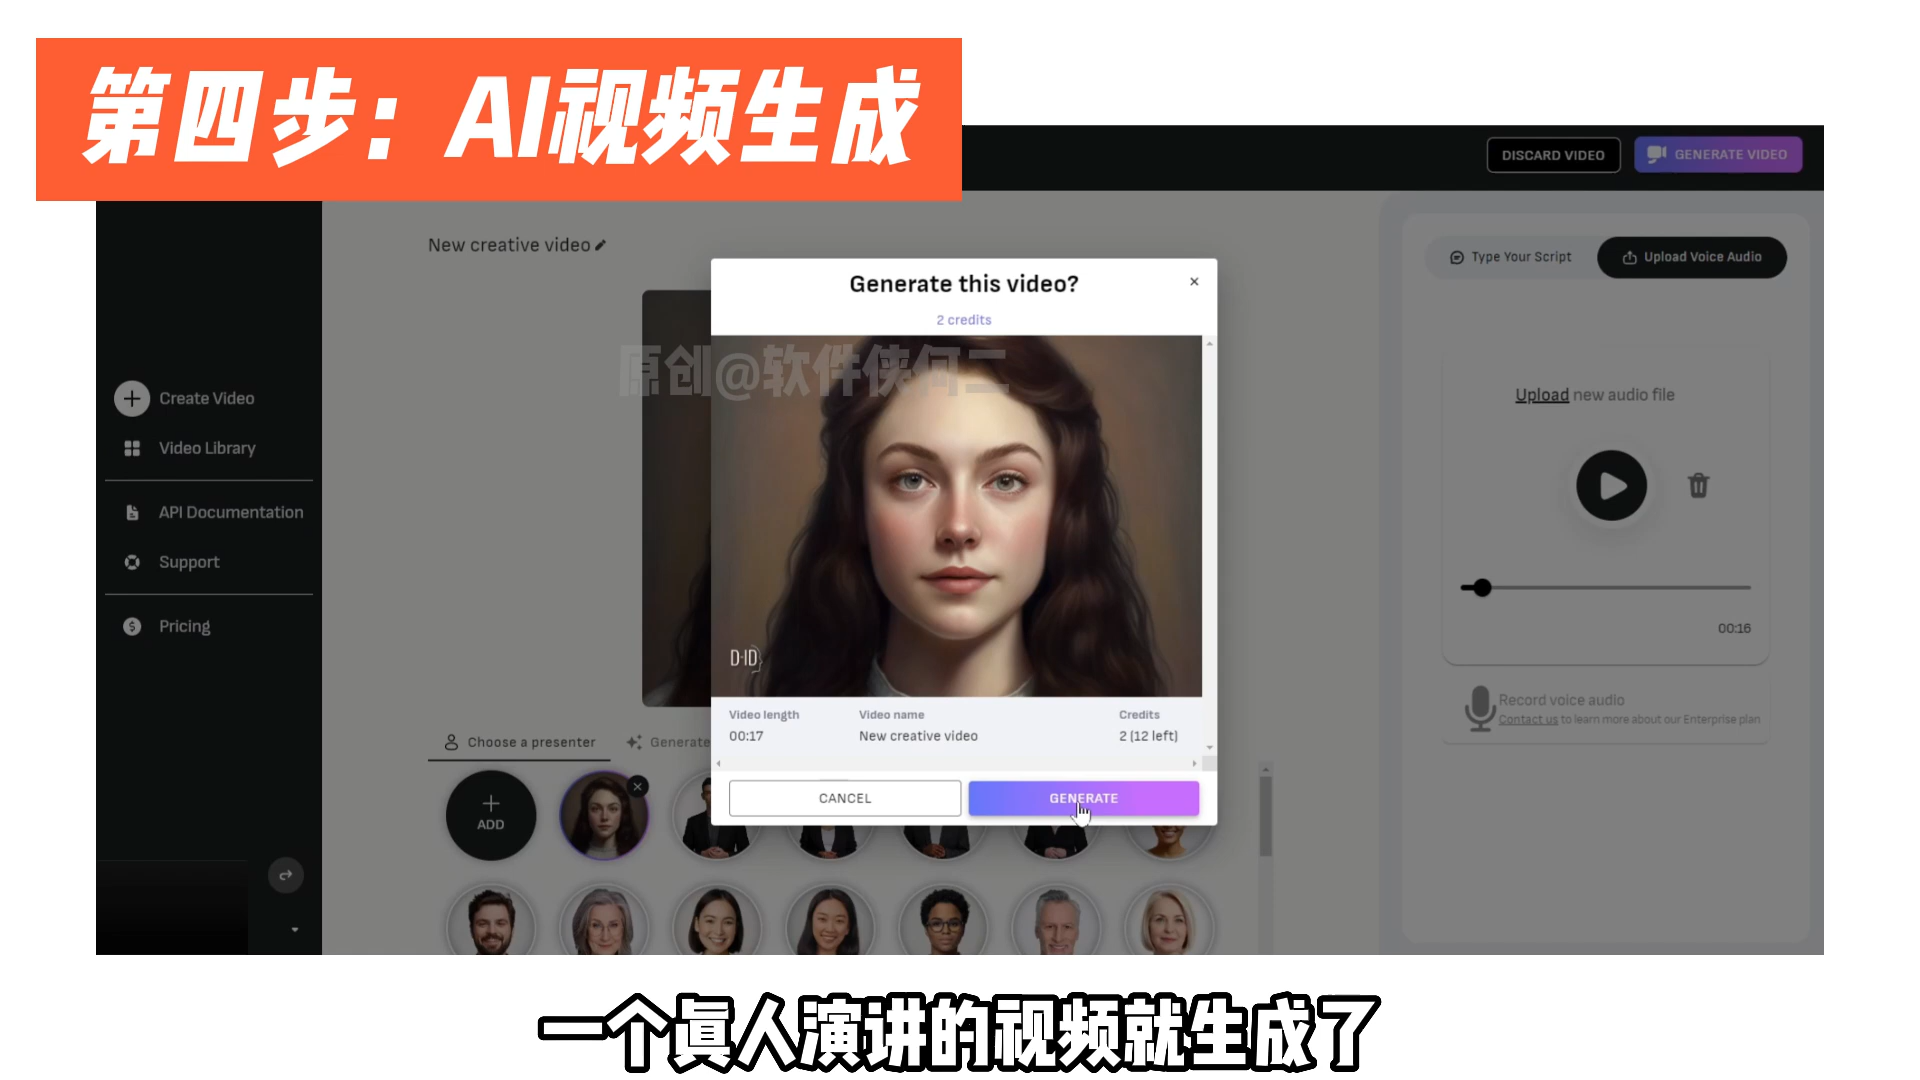 第四步：AI视频生成
DISCARD VIDEO
GENERATE VIDEO
New creative video
Type Your Script
Upload Voice Audio
Generate this video?
2 credits
原创@软件侠何二
Create Video
Video Library
API Documentation
Support
Pricing
Upload new audio file
00:16
Record voice audio
Contact us to learn more about our Enterprise plan
D-ID
Video length
Video name
Credits
00:17
New creative video
2 (12 left)
Choose a presenter
Generate
CANCEL
GENERATE
ADD
一个真人演讲的视频就生成了